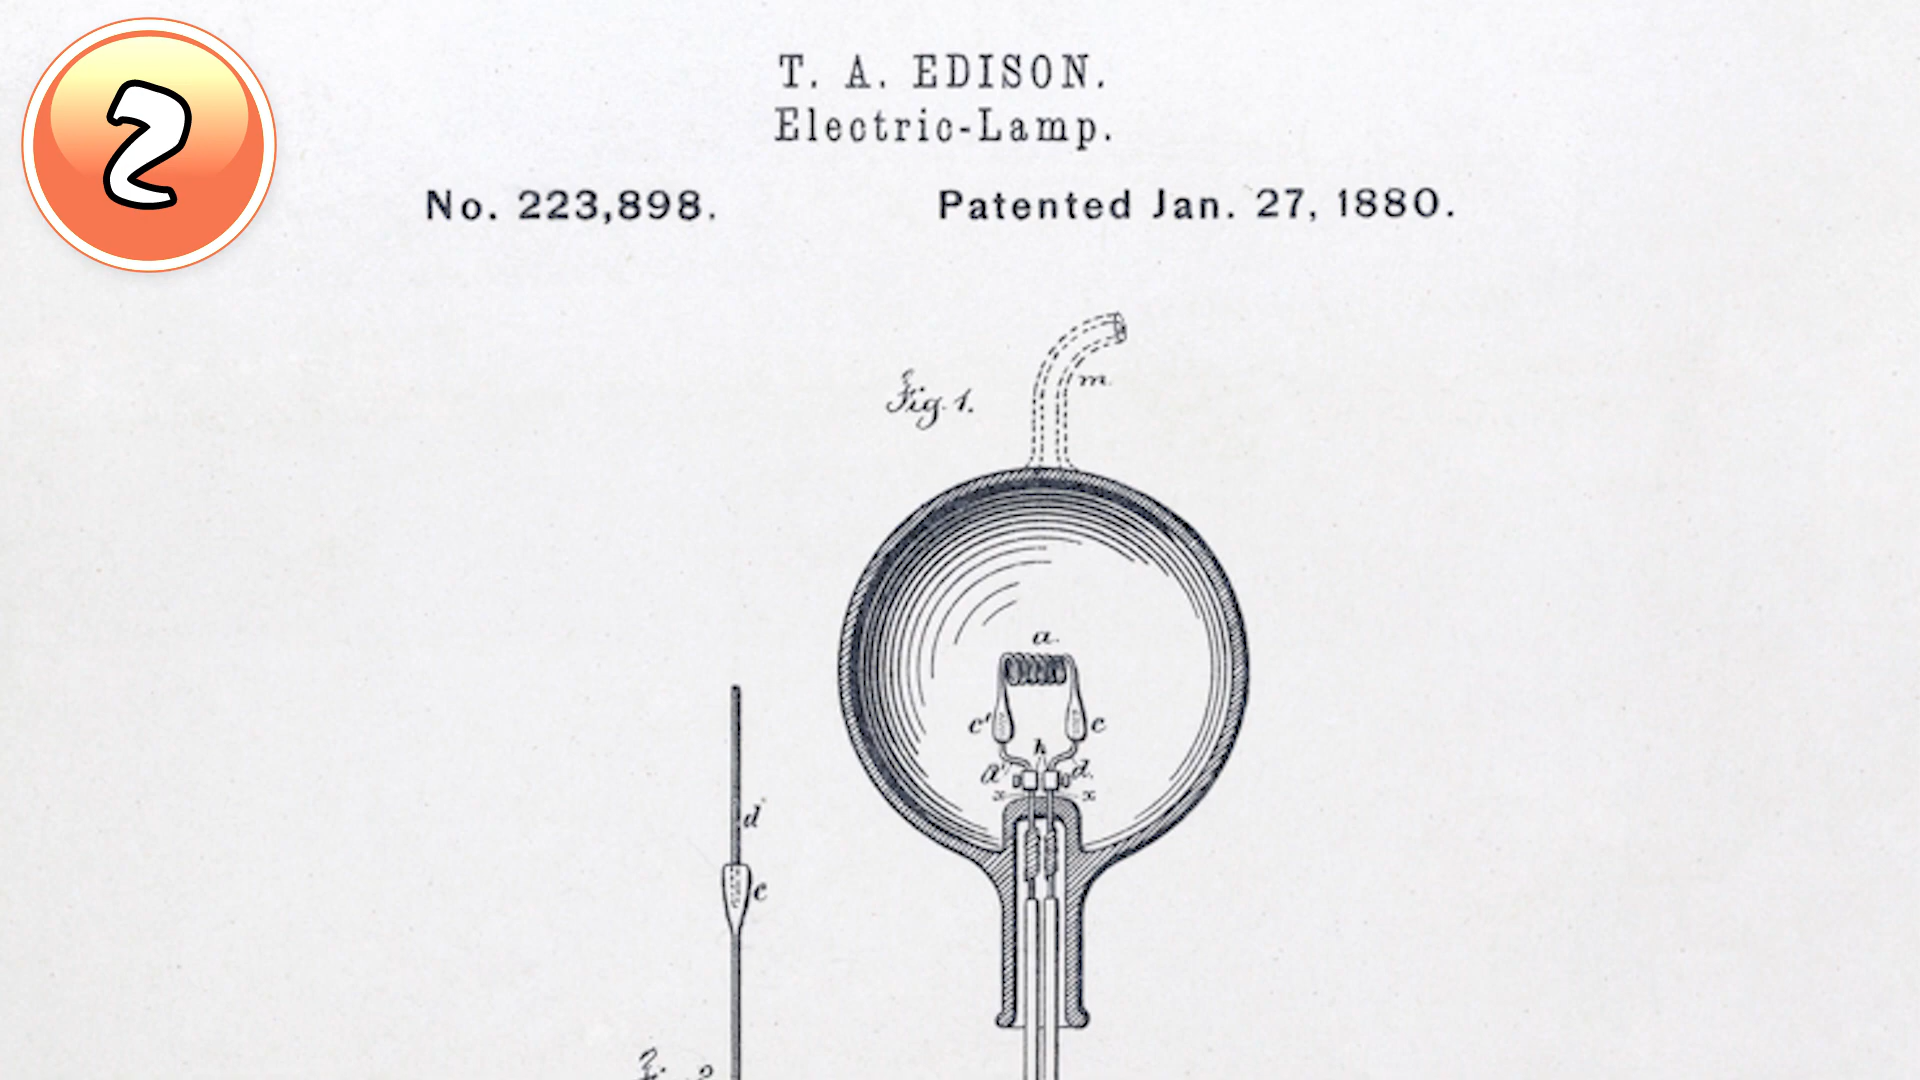 2
T. A. EDISON.
Electric-Lamp.
No. 223,898.
Patented Jan. 27, 1880.
Fig. 1.
m.
a.
c' c
h
d' d.
x x
d'
c